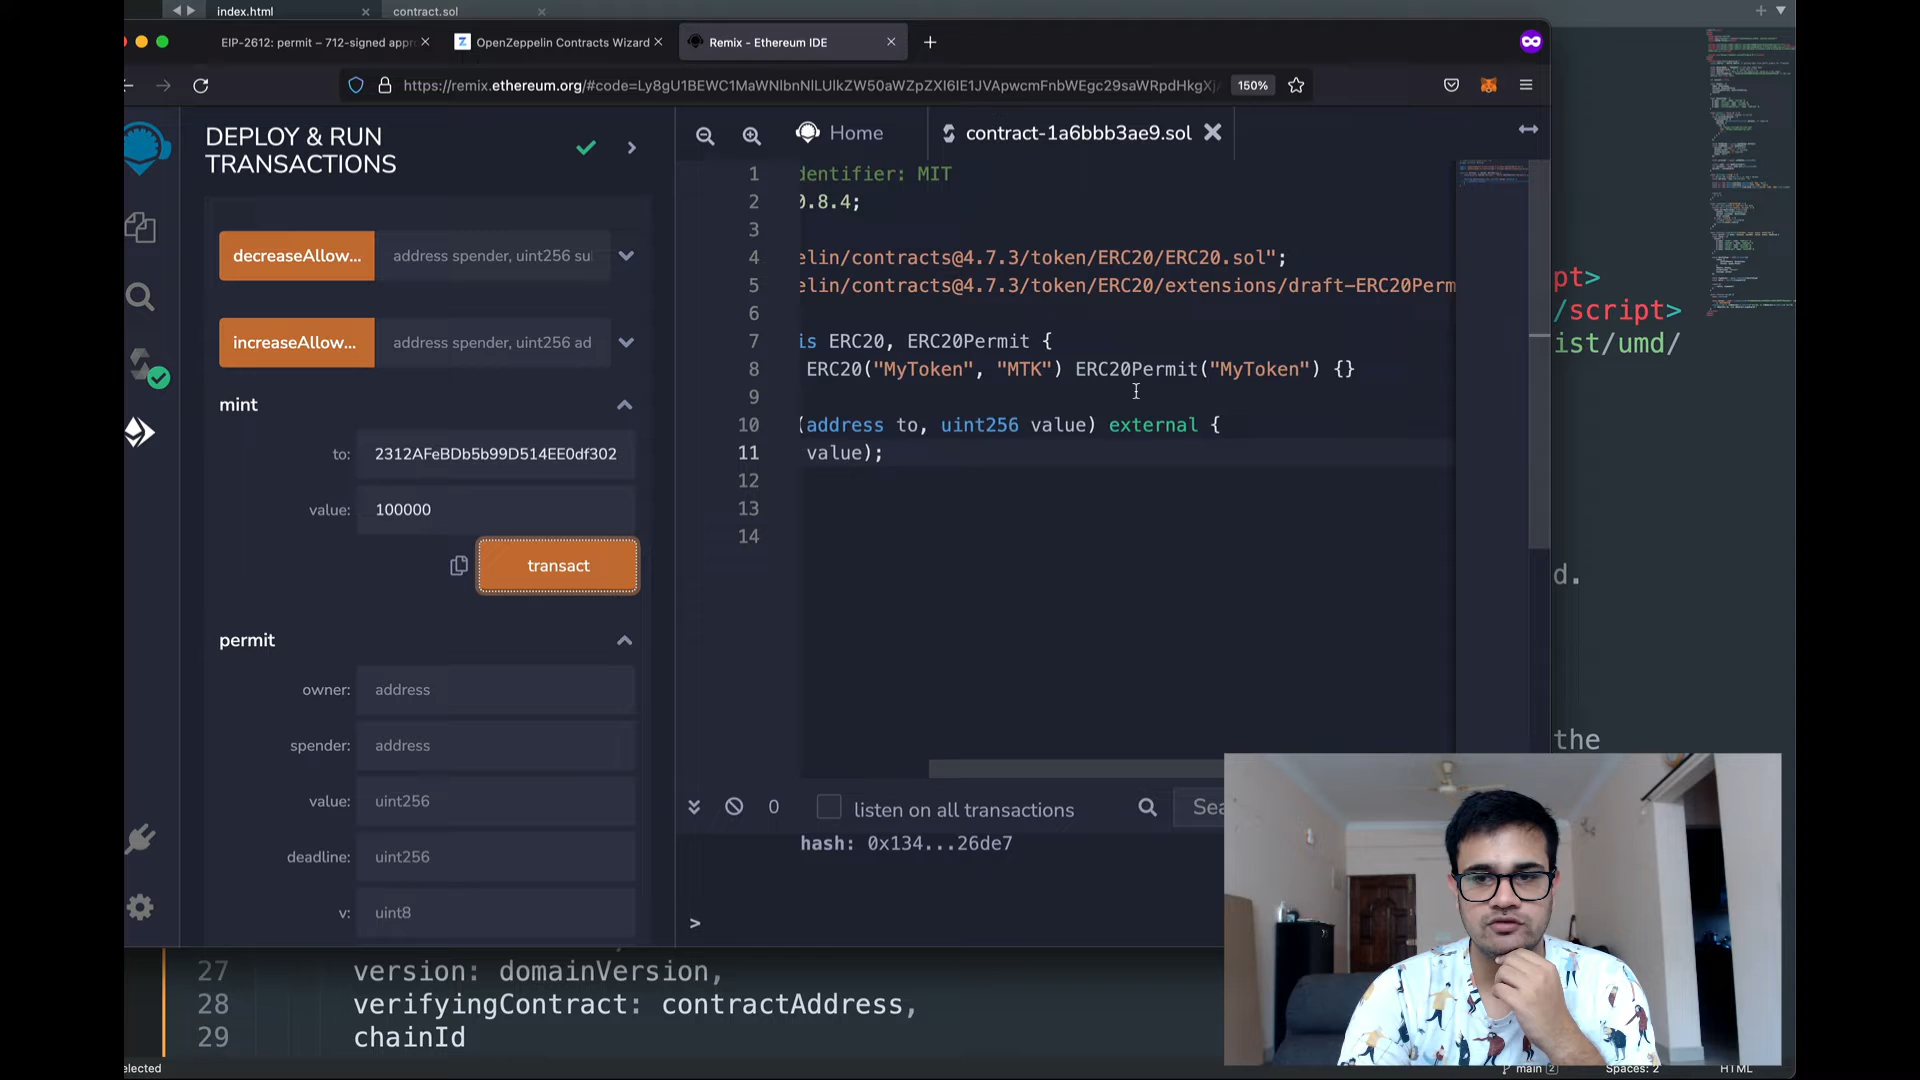 index.html
contract.sol
EIP-2612: permit – 712-signed appr
OpenZeppelin Contracts Wizard
Remix - Ethereum IDE
https://remix.ethereum.org/#code=
150%
DEPLOY & RUN
TRANSACTIONS
Home
contract-1a6bbb3ae9.sol
decreaseAllow...
address spender, uint256 su
increaseAllow...
address spender, uint256 ad
mint
to:
2312AFeBDb5b99D514EE0df302
value:
100000
transact
permit
owner:
address
spender:
address
value:
uint256
deadline:
uint256
v:
uint8
1 dentifier: MIT
2 0.8.4;
3
4 elin/contracts@4.7.3/token/ERC20/ERC20.sol";
5 elin/contracts@4.7.3/token/ERC20/extensions/draft-ERC20Perm
6
7 is ERC20, ERC20Permit {
8 ERC20("MyToken", "MTK") ERC20Permit("MyToken") {}
9
10 (address to, uint256 value) external {
11 value);
12
13
14
0
listen on all transactions
Sea
hash: 0x134...26de7
>
pt>
/script>
ist/umd/
d.
the
27 version: domainVersion,
28 verifyingContract: contractAddress,
29 chainId
elected
main 2
Spaces: 2
HTML